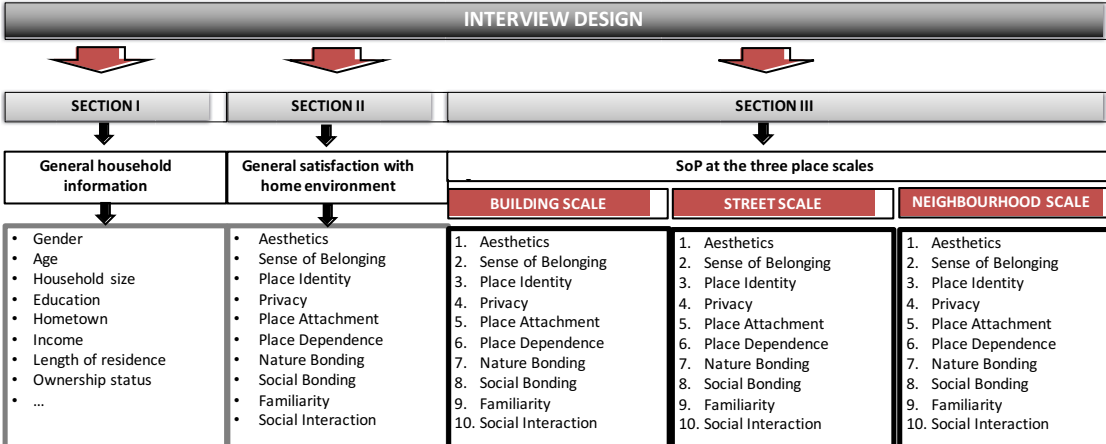 INTERVIEW DESIGN
SECTION I
SECTION II
SECTION III
General household
information
General satisfaction with
home environment
SoP at the three place scales
BUILDING SCALE
STREET SCALE
NEIGHBOURHOOD SCALE
• Gender
• Age
• Household size
• Education
• Hometown
• Income
• Length of residence
• Ownership status
• ...
• Aesthetics
• Sense of Belonging
• Place Identity
• Privacy
• Place Attachment
• Place Dependence
• Nature Bonding
• Social Bonding
• Familiarity
• Social Interaction
1. Aesthetics
2. Sense of Belonging
3. Place Identity
4. Privacy
5. Place Attachment
6. Place Dependence
7. Nature Bonding
8. Social Bonding
9. Familiarity
10. Social Interaction
1. Aesthetics
2. Sense of Belonging
3. Place Identity
4. Privacy
5. Place Attachment
6. Place Dependence
7. Nature Bonding
8. Social Bonding
9. Familiarity
10. Social Interaction
1. Aesthetics
2. Sense of Belonging
3. Place Identity
4. Privacy
5. Place Attachment
6. Place Dependence
7. Nature Bonding
8. Social Bonding
9. Familiarity
10. Social Interaction